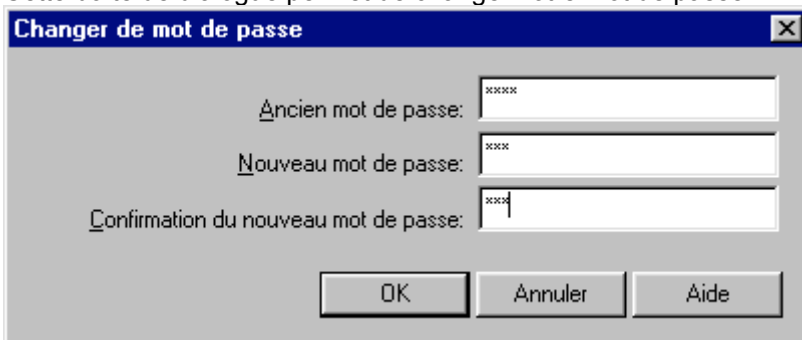 Changer de mot de passe
Ancien mot de passe: ****
Nouveau mot de passe: ***
Confirmation du nouveau mot de passe: ***
OK Annuler Aide